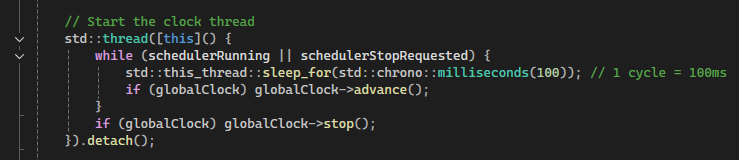 // Start the clock thread
std::thread([this]() {
while (schedulerRunning || schedulerStopRequested) {
std::this_thread::sleep_for(std::chrono::milliseconds(100)); // 1 cycle = 100ms
if (globalClock) globalClock->advance();
}
if (globalClock) globalClock->stop();
}).detach();